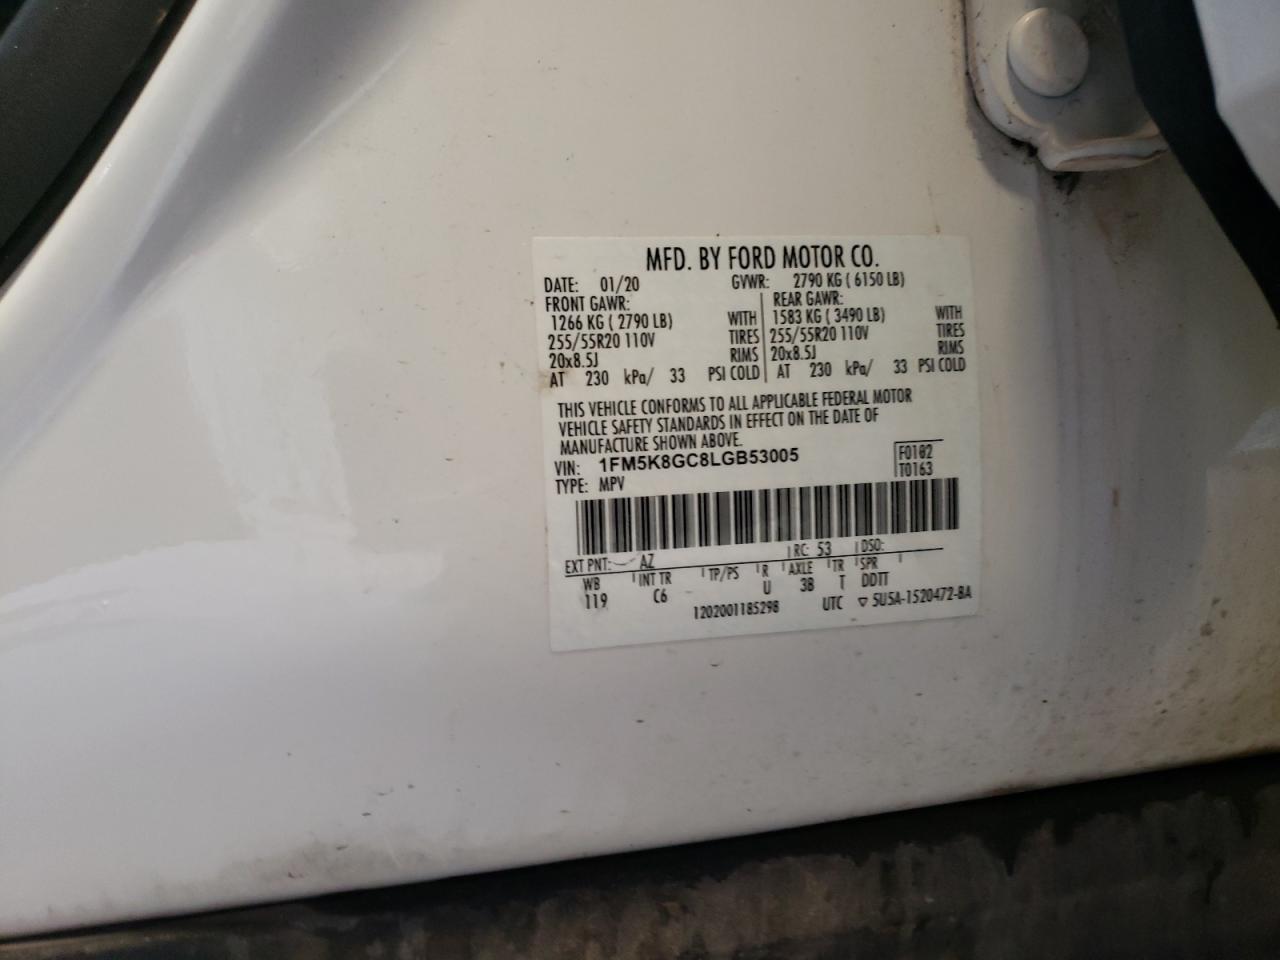 MFD. BY FORD MOTOR CO.
DATE: 01/20 GVWR: 2790 KG ( 6150 LB)
FRONT GAWR: REAR GAWR:
1266 KG ( 2790 LB) WITH 1583 KG ( 3490 LB) WITH
255/55R20 110V TIRES 255/55R20 110V TIRES
20x8.5J RIMS 20x8.5J RIMS
AT 230 kPa/ 33 PSI COLD AT 230 kPa/ 33 PSI COLD
THIS VEHICLE CONFORMS TO ALL APPLICABLE FEDERAL MOTOR
VEHICLE SAFETY STANDARDS IN EFFECT ON THE DATE OF
MANUFACTURE SHOWN ABOVE.
VIN: 1FM5K8GC8LGB53005 F0182
TYPE: MPV T0163
EXT PNT: AZ RC: 53 DSO:
WB INT TR TP/PS R AXLE TR SPR
119 C6 U 3B T DDTT
1202001185298 UTC ▽ 5U5A-1520472-BA